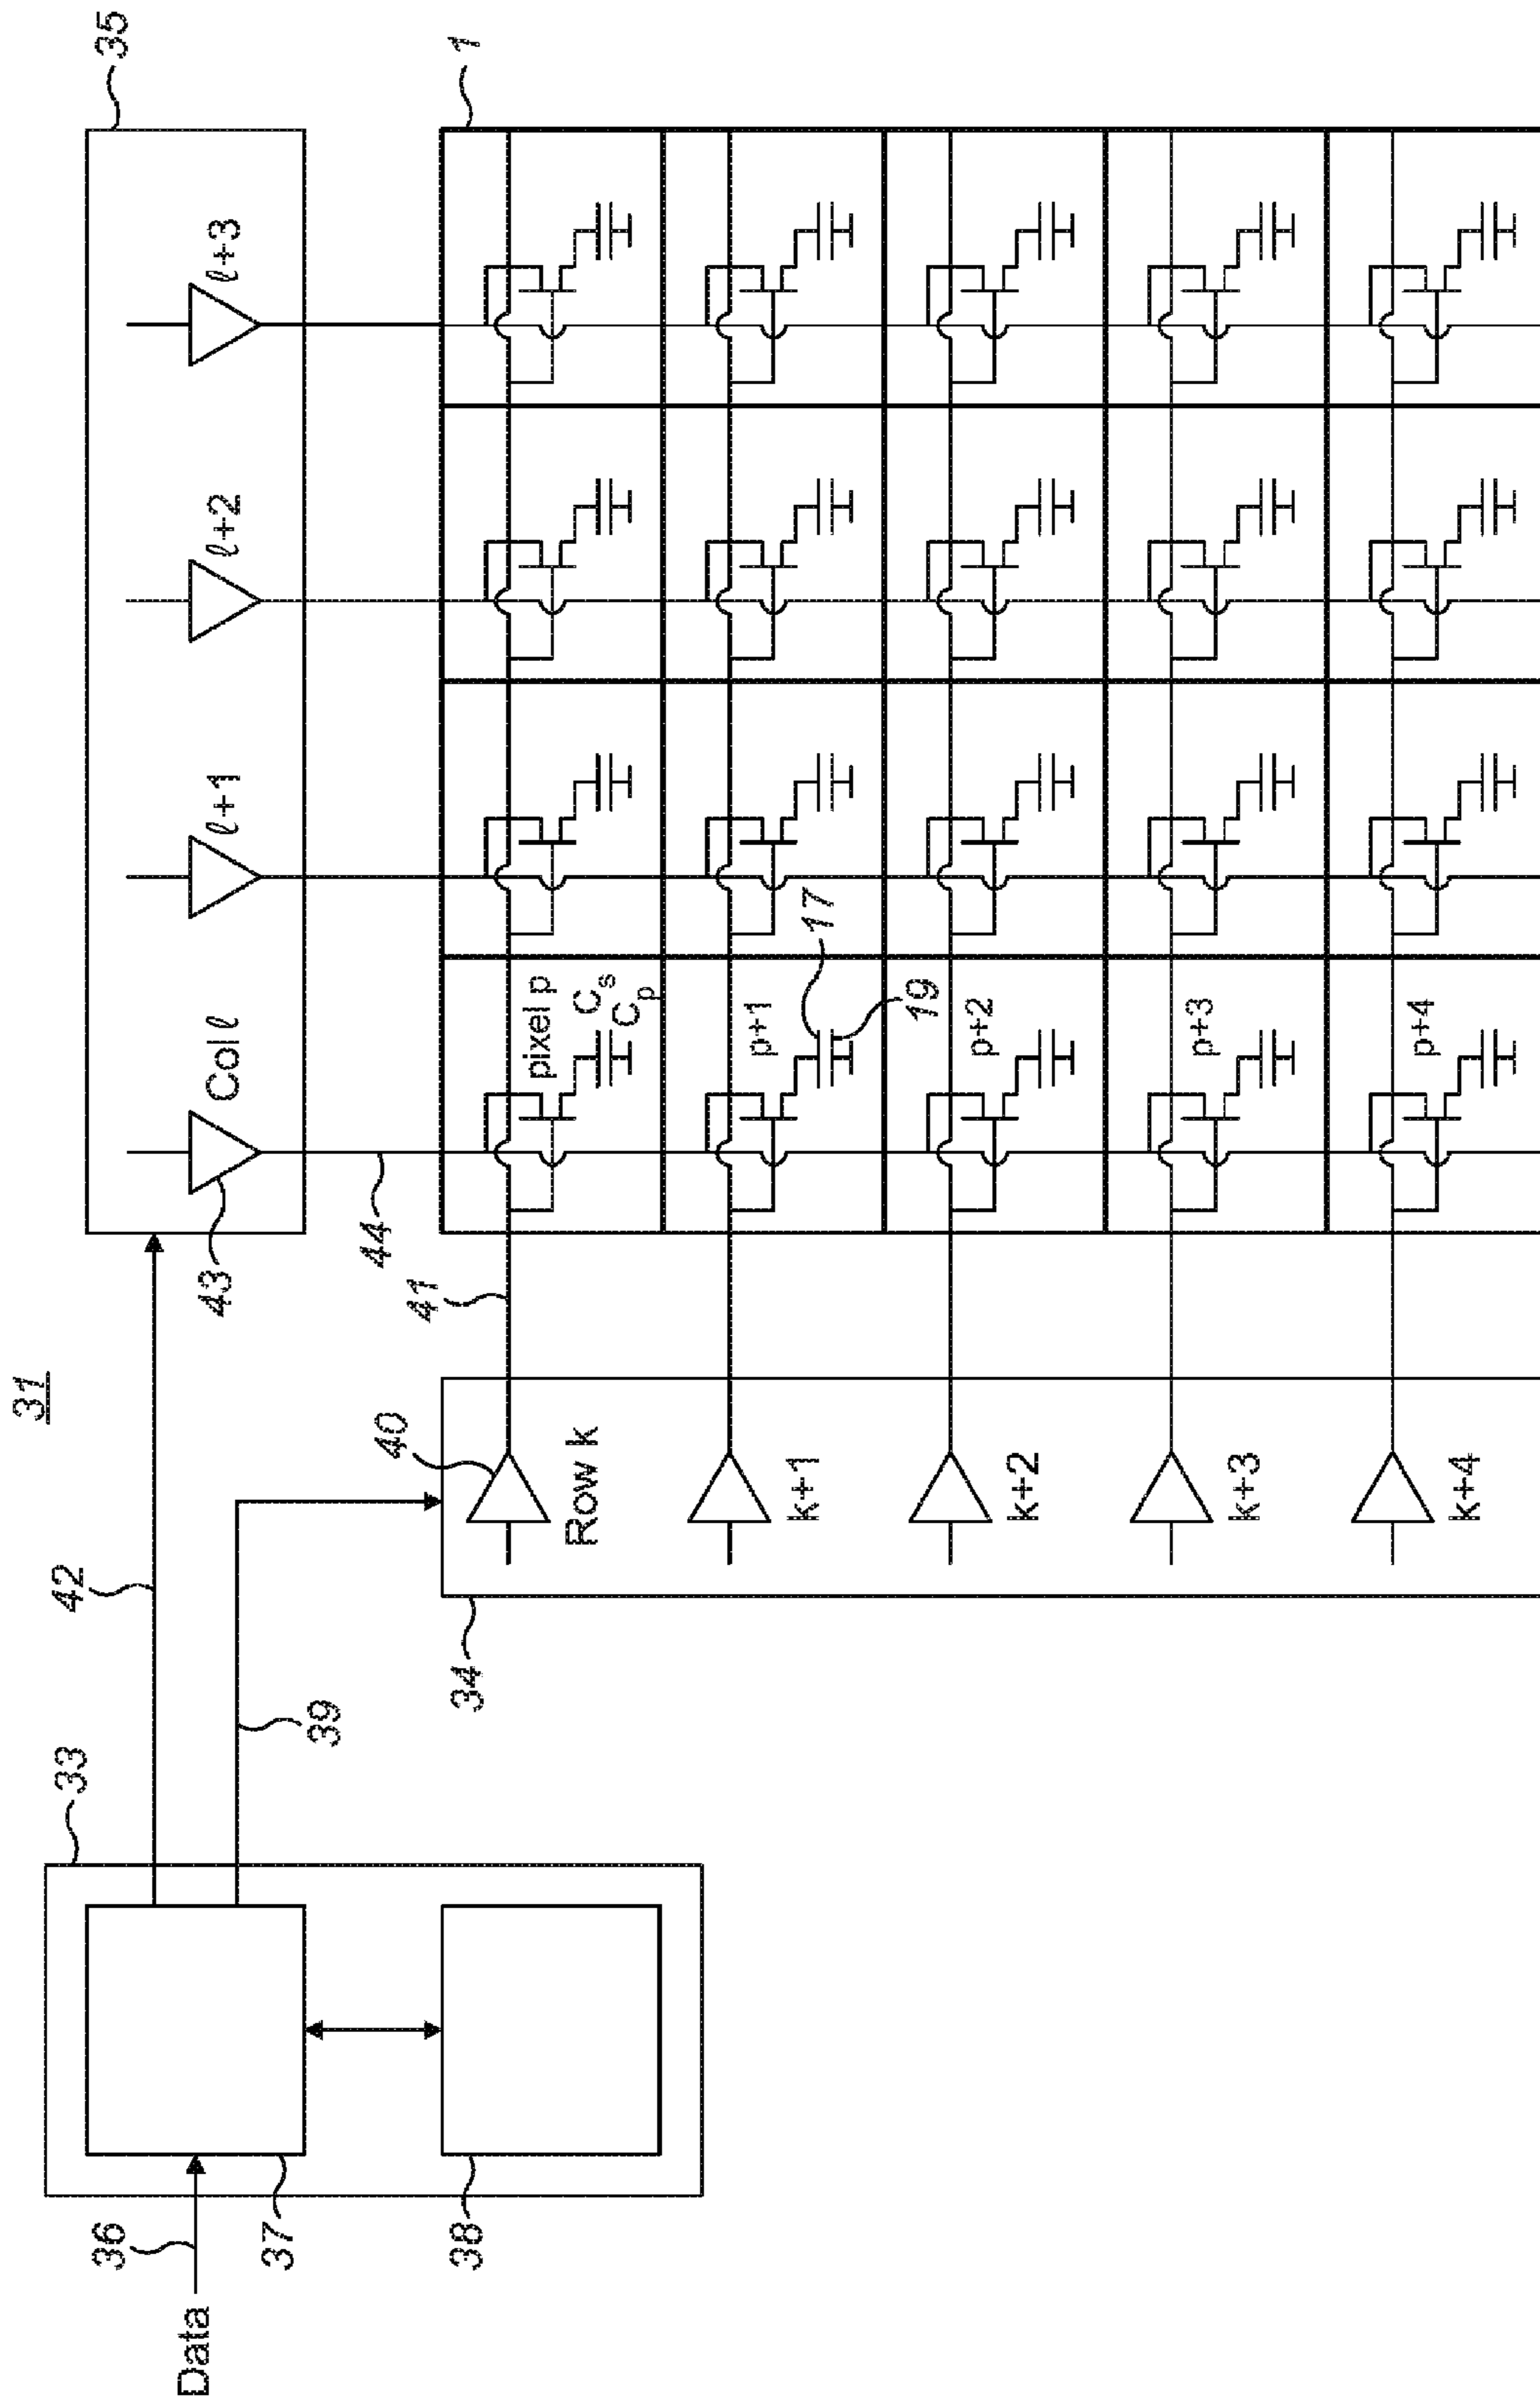 31
33
42
39
36
Data
37
38
34
40
Row k
k+1
k+2
k+3
k+4
41
43
44
35
Col ℓ
ℓ+1
ℓ+2
ℓ+3
1
pixel p
Cs
Cp
p+1
17
19
p+2
p+3
p+4